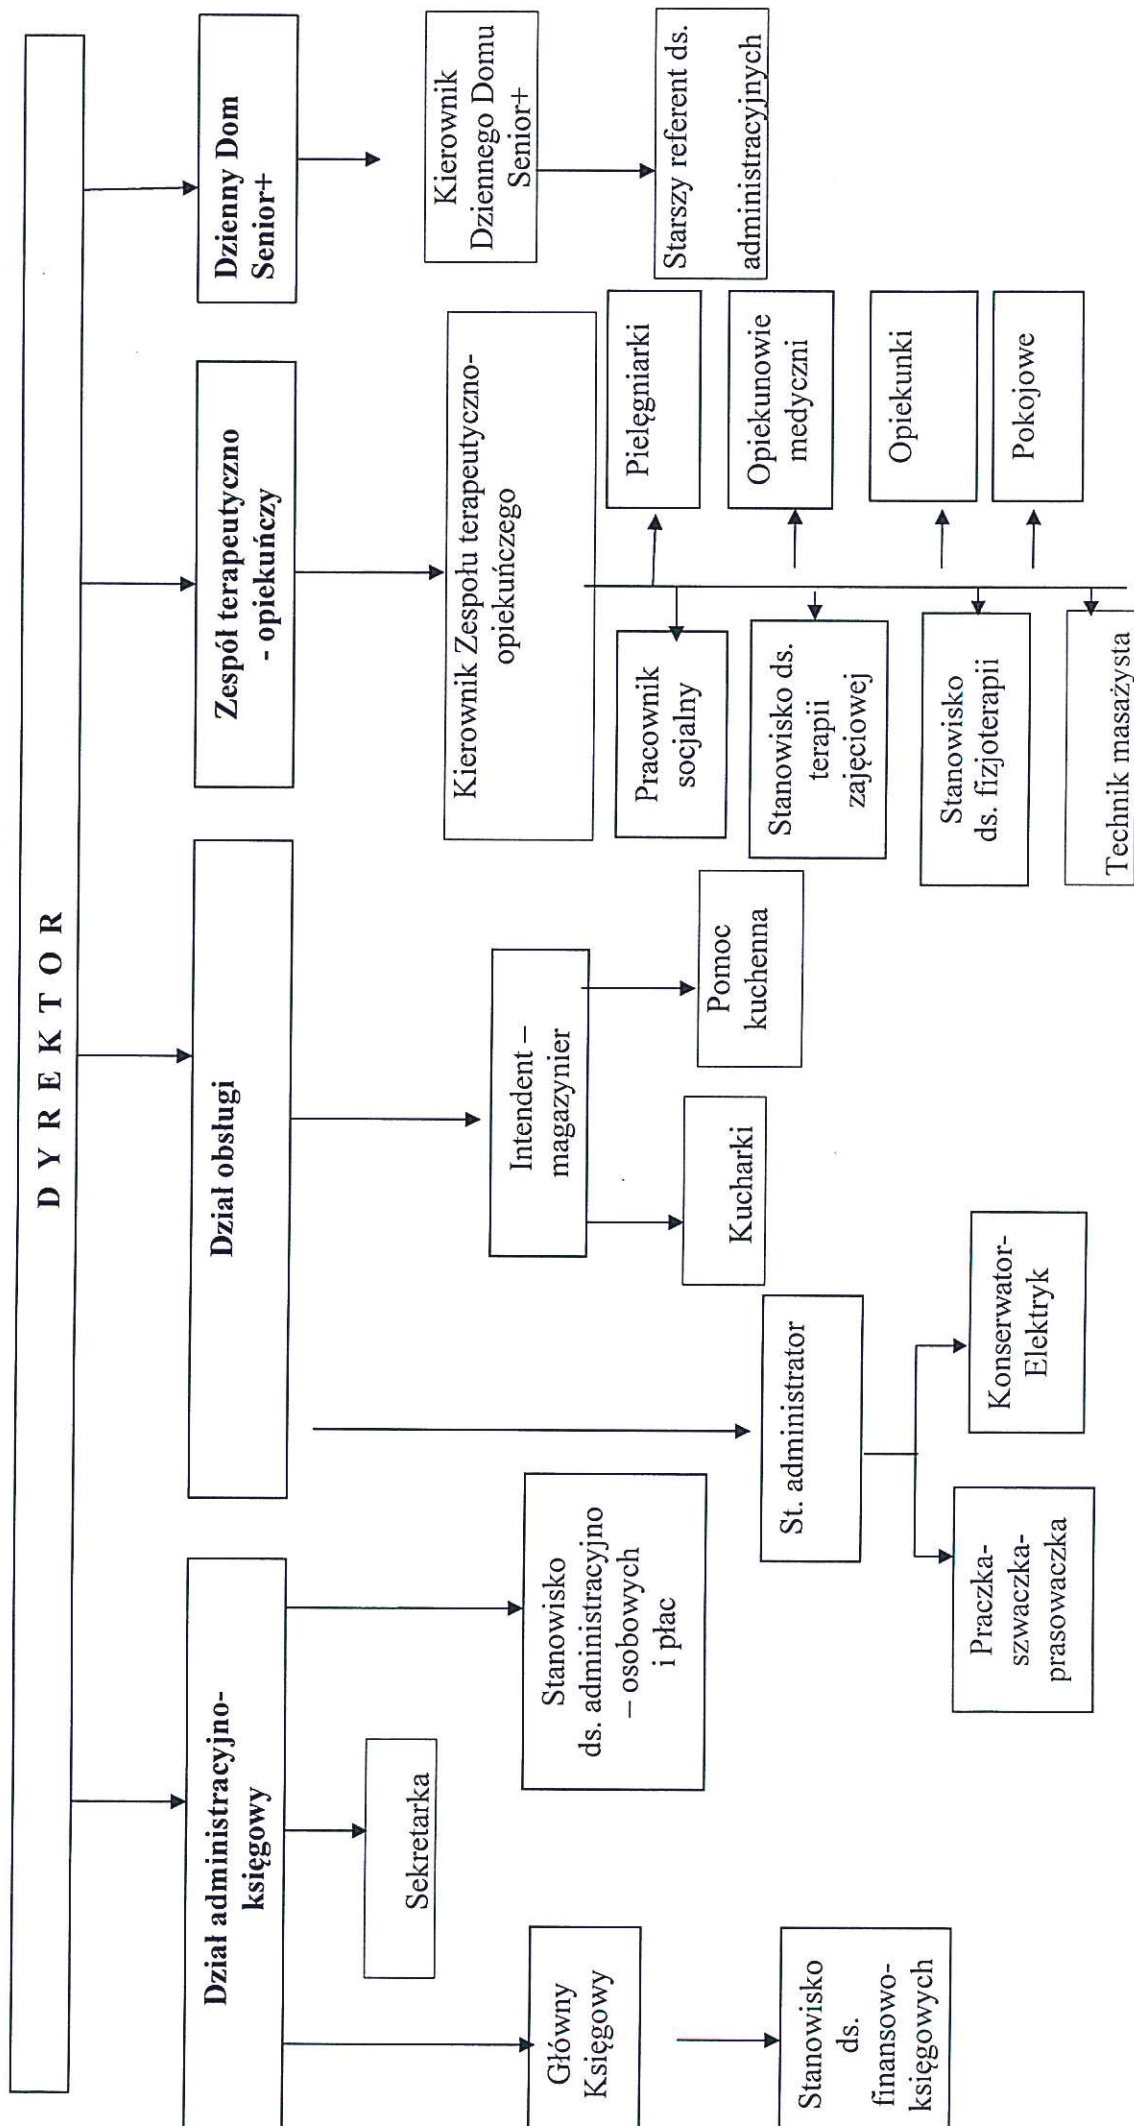 DYREKTOR
Dział administracyjno-
księgowy
Dział obsługi
Zespół terapeutyczno
- opiekuńczy
Dzienny Dom
Senior+
Sekretarka
Główny
Księgowy
Stanowisko
ds. administracyjno
– osobowych
i płac
Stanowisko
ds.
finansowo-
księgowych
Intendent –
magazynier
Kucharki
Pomoc
kuchenna
St. administrator
Praczka-
szwaczka-
prasowaczka
Konserwator-
Elektryk
Kierownik Zespołu terapeutyczno-
opiekuńczego
Pracownik
socjalny
Stanowisko ds.
terapii
zajęciowej
Stanowisko
ds. fizjoterapii
Technik masażysta
Pielęgniarki
Opiekunowie
medyczni
Opiekunki
Pokojowe
Kierownik
Dziennego Domu
Senior+
Starszy referent ds.
administracyjnych